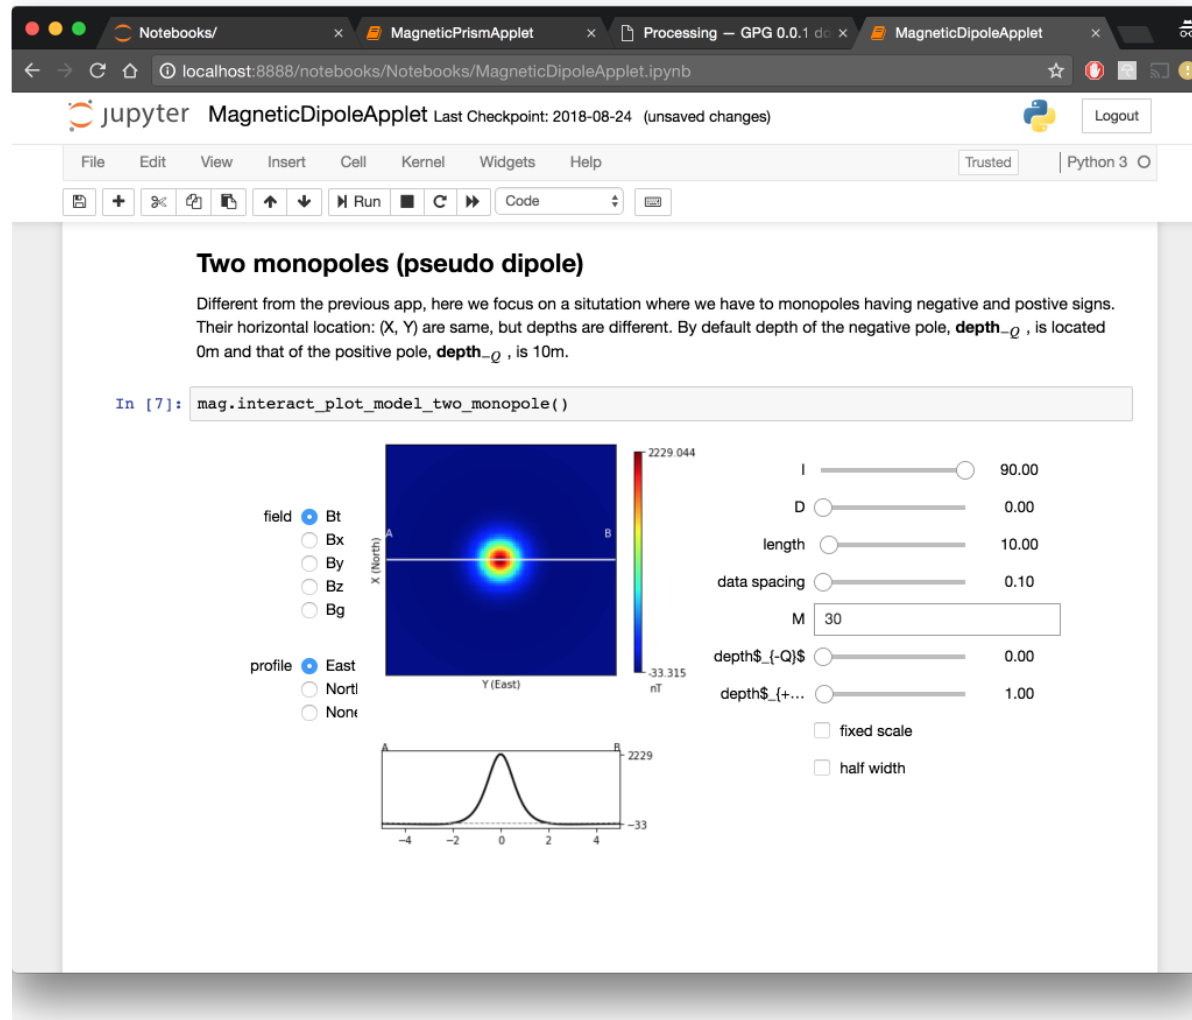 Notebooks/ × MagneticPrismApplet × Processing — GPG 0.0.1 do × MagneticDipoleApplet ×
localhost:8888/notebooks/Notebooks/MagneticDipoleApplet.ipynb
jupyter MagneticDipoleApplet Last Checkpoint: 2018-08-24 (unsaved changes) Logout
File Edit View Insert Cell Kernel Widgets Help Trusted Python 3
Run Code
Two monopoles (pseudo dipole)
Different from the previous app, here we focus on a situtation where we have to monopoles having negative and postive signs.
Their horizontal location: (X, Y) are same, but depths are different. By default depth of the negative pole, depth_Q , is located
0m and that of the positive pole, depth_Q , is 10m.
In [7]: mag.interact_plot_model_two_monopole()
field Bt
Bx
By
Bz
Bg
profile East
Nortl
None
X (North)
A B
Y (East)
2229.044
-33.315
nT
A B
2229
-33
−4 −2 0 2 4
I 90.00
D 0.00
length 10.00
data spacing 0.10
M 30
depth$_{-Q}$ 0.00
depth$_{+... 1.00
fixed scale
half width